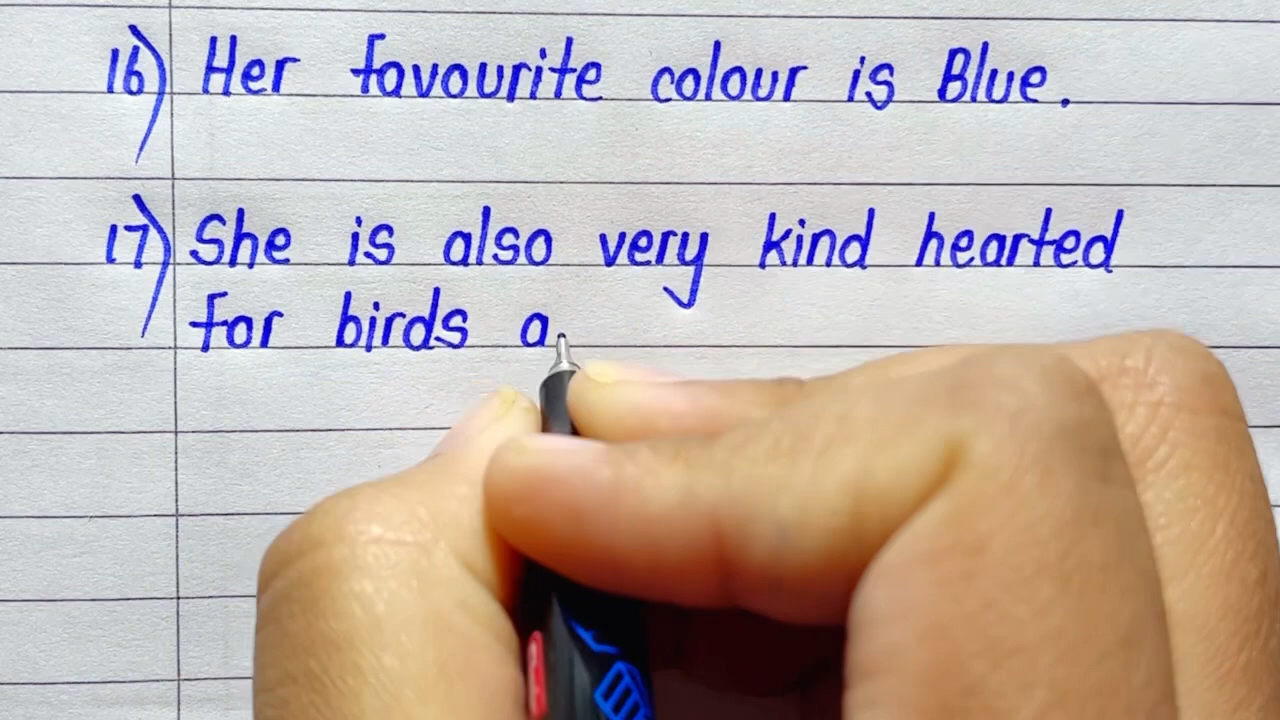 16) Her favourite colour is Blue.
17) She is also very kind hearted
for birds a